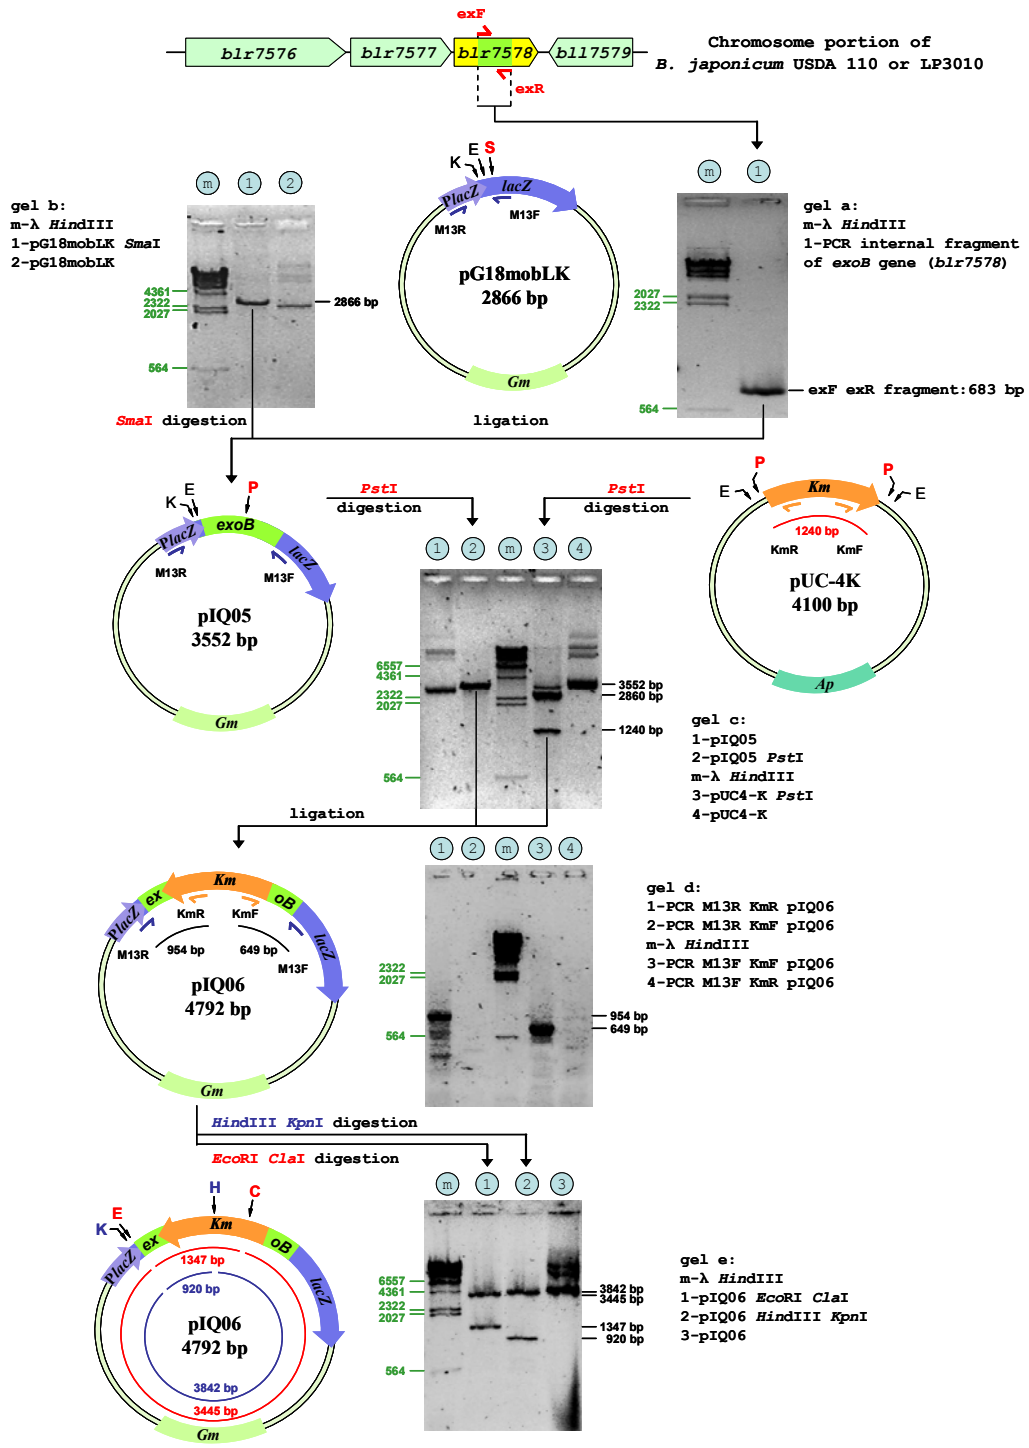 exF
blr7576
blr7577
blr7578
bll7579
Chromosome portion of
B. japonicum USDA 110 or LP3010
exR
gel b:
m-λ HindIII
1-pG18mobLK SmaI
2-pG18mobLK
m
1
2
4361
2322
2027
564
2866 bp
K
E
S
PlacZ
lacZ
M13R
M13F
pG18mobLK
2866 bp
Gm
m
1
2027
2322
564
gel a:
m-λ HindIII
1-PCR internal fragment
of exoB gene (blr7578)
exF exR fragment:683 bp
SmaI digestion
ligation
K
E
P
PlacZ
exoB
lacZ
M13R
M13F
pIQ05
3552 bp
Gm
PstI
digestion
PstI
digestion
1
2
m
3
4
6557
4361
2322
2027
564
3552 bp
2860 bp
1240 bp
P
P
E
E
Km
1240 bp
KmR
KmF
pUC-4K
4100 bp
Ap
gel c:
1-pIQ05
2-pIQ05 PstI
m-λ HindIII
3-pUC4-K PstI
4-pUC4-K
ligation
PlacZ
ex
Km
oB
lacZ
KmR
KmF
M13R
954 bp
649 bp
M13F
pIQ06
4792 bp
Gm
1
2
m
3
4
2322
2027
564
954 bp
649 bp
gel d:
1-PCR M13R KmR pIQ06
2-PCR M13R KmF pIQ06
m-λ HindIII
3-PCR M13F KmF pIQ06
4-PCR M13F KmR pIQ06
HindIII KpnI digestion
EcoRI ClaI digestion
H
C
E
K
PlacZ
ex
Km
oB
lacZ
1347 bp
920 bp
pIQ06
4792 bp
3842 bp
3445 bp
Gm
m
1
2
3
6557
4361
2322
2027
564
3842 bp
3445 bp
1347 bp
920 bp
gel e:
m-λ HindIII
1-pIQ06 EcoRI ClaI
2-pIQ06 HindIII KpnI
3-pIQ06